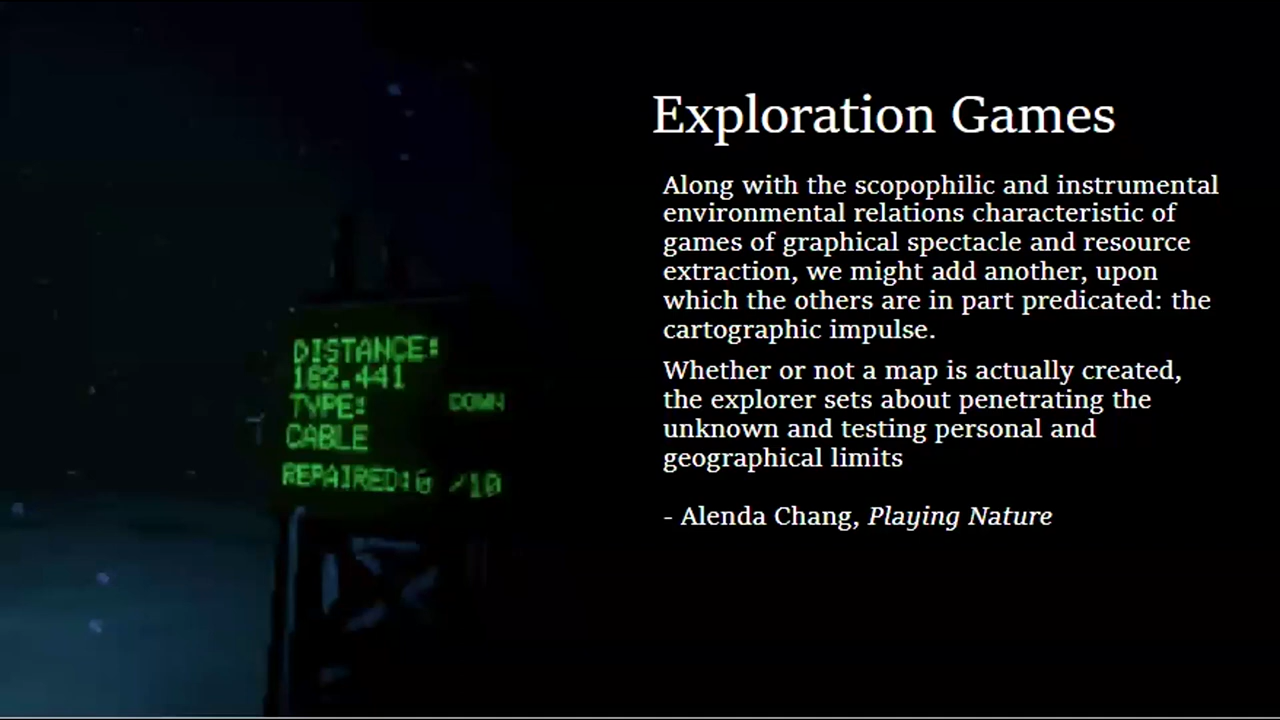 Exploration Games
Along with the scopophilic and instrumental
environmental relations characteristic of
games of graphical spectacle and resource
extraction, we might add another, upon
which the others are in part predicated: the
cartographic impulse.
Whether or not a map is actually created,
the explorer sets about penetrating the
unknown and testing personal and
geographical limits
- Alenda Chang, Playing Nature
DISTANCE:
182.441
TYPE: DOWN
CABLE
REPAIRED:0 /10